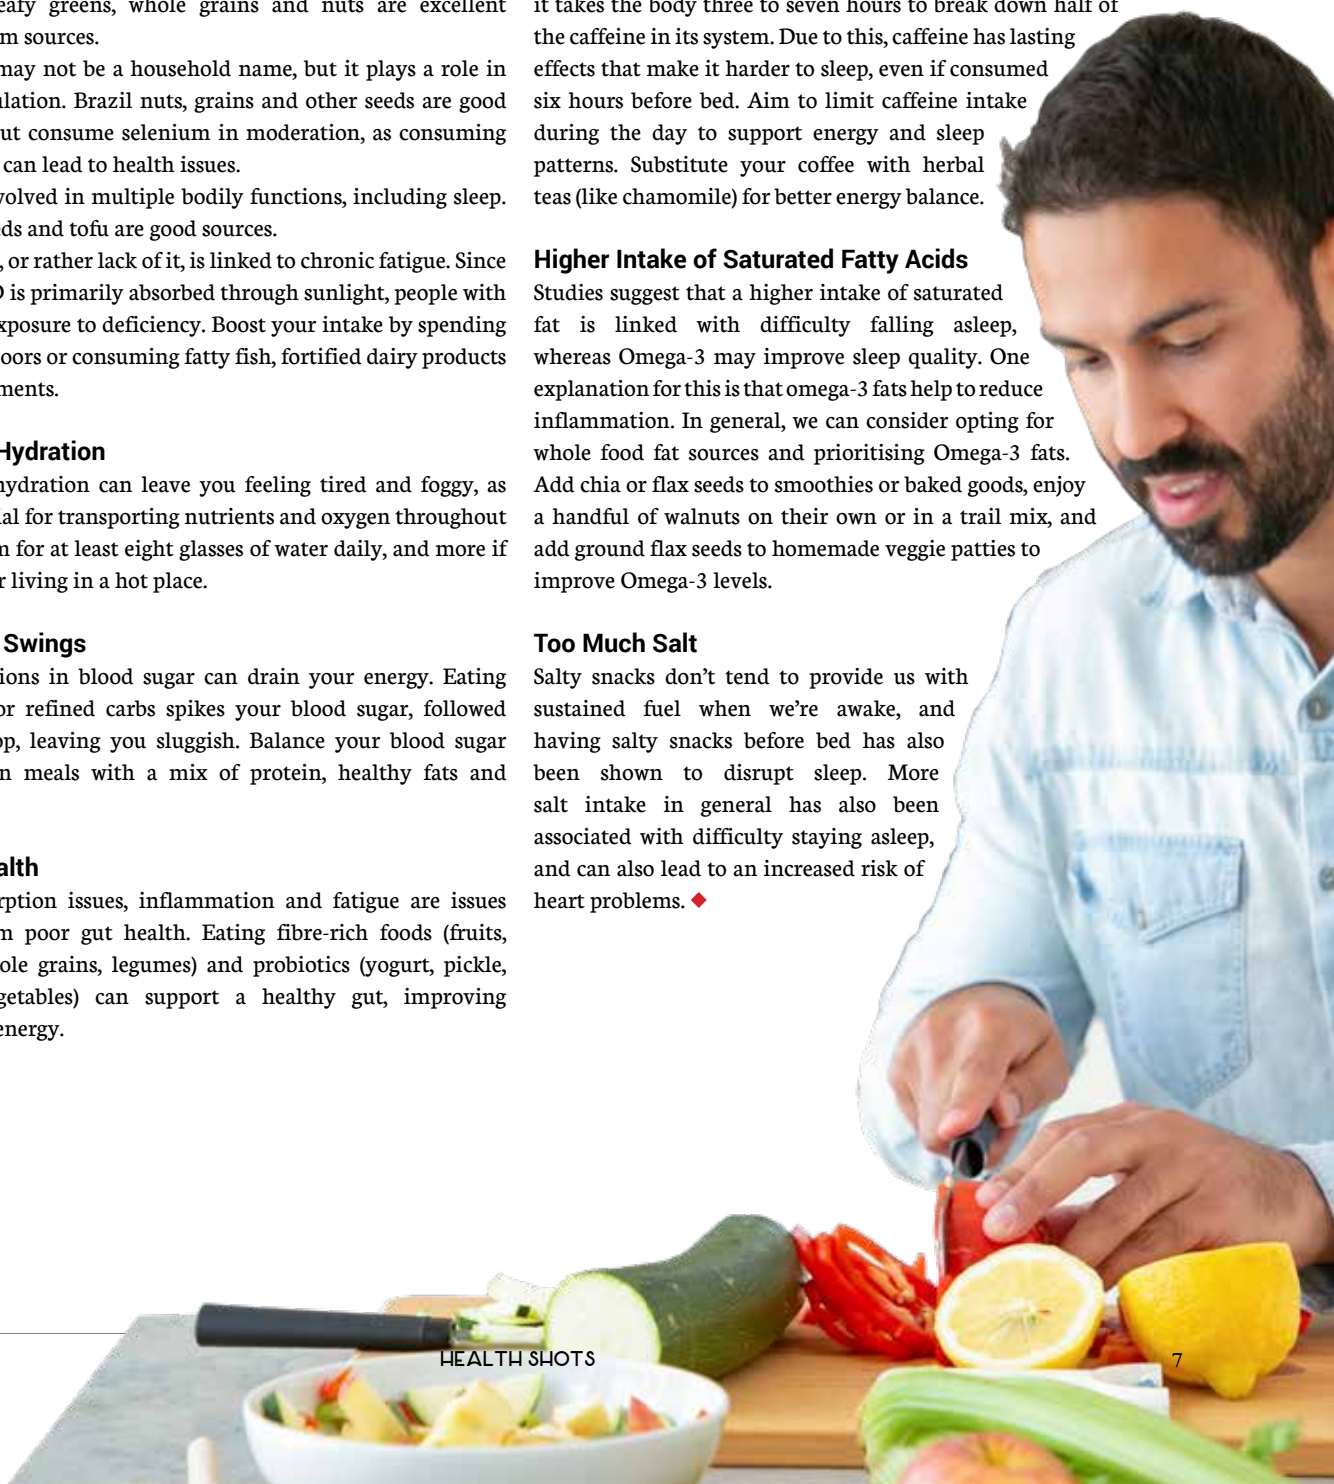 leafy greens, whole grains and nuts are excellent
m sources.
may not be a household name, but it plays a role in
ulation. Brazil nuts, grains and other seeds are good
ut consume selenium in moderation, as consuming
can lead to health issues.
volved in multiple bodily functions, including sleep.
eds and tofu are good sources.
, or rather lack of it, is linked to chronic fatigue. Since
D is primarily absorbed through sunlight, people with
xposure to deficiency. Boost your intake by spending
oors or consuming fatty fish, fortified dairy products
ments.
Hydration
hydration can leave you feeling tired and foggy, as
ial for transporting nutrients and oxygen throughout
m for at least eight glasses of water daily, and more if
r living in a hot place.
Swings
ions in blood sugar can drain your energy. Eating
or refined carbs spikes your blood sugar, followed
op, leaving you sluggish. Balance your blood sugar
n meals with a mix of protein, healthy fats and
alth
rption issues, inflammation and fatigue are issues
m poor gut health. Eating fibre-rich foods (fruits,
ole grains, legumes) and probiotics (yogurt, pickle,
getables) can support a healthy gut, improving
energy.
it takes the body three to seven hours to break down half of
the caffeine in its system. Due to this, caffeine has lasting
effects that make it harder to sleep, even if consumed
six hours before bed. Aim to limit caffeine intake
during the day to support energy and sleep
patterns. Substitute your coffee with herbal
teas (like chamomile) for better energy balance.
Higher Intake of Saturated Fatty Acids
Studies suggest that a higher intake of saturated
fat is linked with difficulty falling asleep,
whereas Omega-3 may improve sleep quality. One
explanation for this is that omega-3 fats help to reduce
inflammation. In general, we can consider opting for
whole food fat sources and prioritising Omega-3 fats.
Add chia or flax seeds to smoothies or baked goods, enjoy
a handful of walnuts on their own or in a trail mix, and
add ground flax seeds to homemade veggie patties to
improve Omega-3 levels.
Too Much Salt
Salty snacks don’t tend to provide us with
sustained fuel when we’re awake, and
having salty snacks before bed has also
been shown to disrupt sleep. More
salt intake in general has also been
associated with difficulty staying asleep,
and can also lead to an increased risk of
heart problems.
HEALTH SHOTS
7